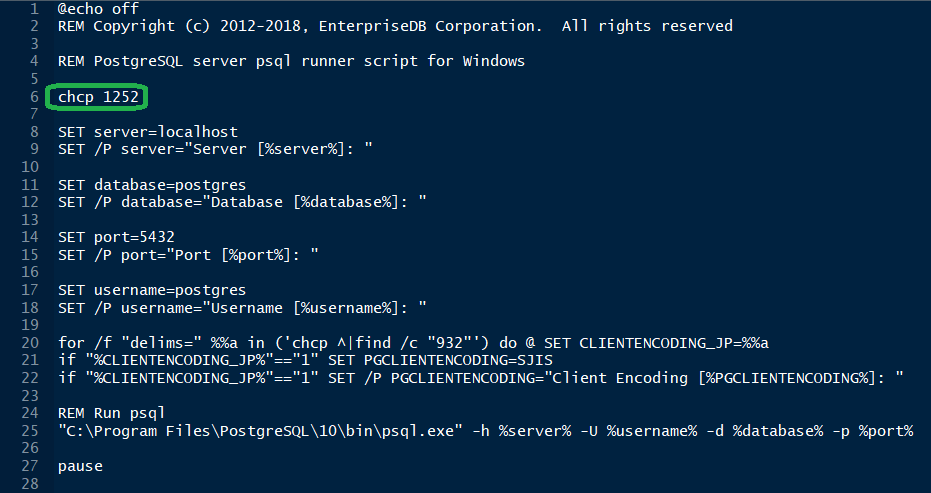 1 @echo off
2 REM Copyright (c) 2012-2018, EnterpriseDB Corporation.  All rights reserved
3
4 REM PostgreSQL server psql runner script for Windows
5
6 chcp 1252
7
8 SET server=localhost
9 SET /P server="Server [%server%]: "
10
11 SET database=postgres
12 SET /P database="Database [%database%]: "
13
14 SET port=5432
15 SET /P port="Port [%port%]: "
16
17 SET username=postgres
18 SET /P username="Username [%username%]: "
19
20 for /f "delims=" %%a in ('chcp ^|find /c "932"') do @ SET CLIENTENCODING_JP=%%a
21 if "%CLIENTENCODING_JP%"=="1" SET PGCLIENTENCODING=SJIS
22 if "%CLIENTENCODING_JP%"=="1" SET /P PGCLIENTENCODING="Client Encoding [%PGCLIENTENCODING%]: "
23
24 REM Run psql
25 "C:\Program Files\PostgreSQL\10\bin\psql.exe" -h %server% -U %username% -d %database% -p %port%
26
27 pause
28